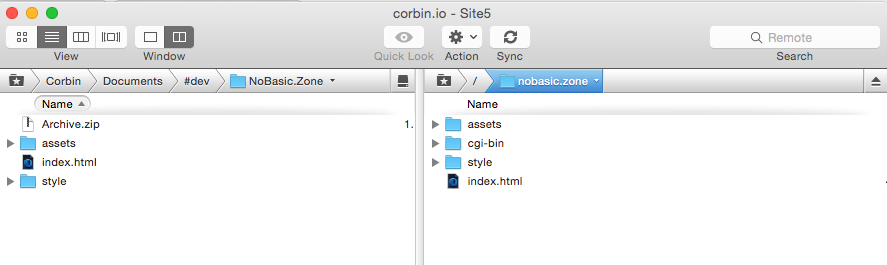 corbin.io - Site5
View Window Quick Look Action Sync Remote Search
Corbin Documents #dev NoBasic.Zone / nobasic.zone
Name
Archive.zip 1.
assets
index.html
style
Name
assets
cgi-bin
style
index.html